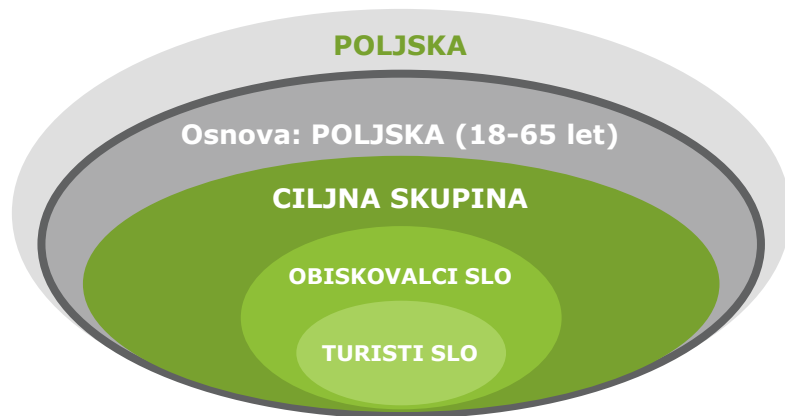 POLJSKA
Osnova: POLJSKA (18-65 let)
CILJNA SKUPINA
OBISKOVALCI SLO
TURISTI SLO